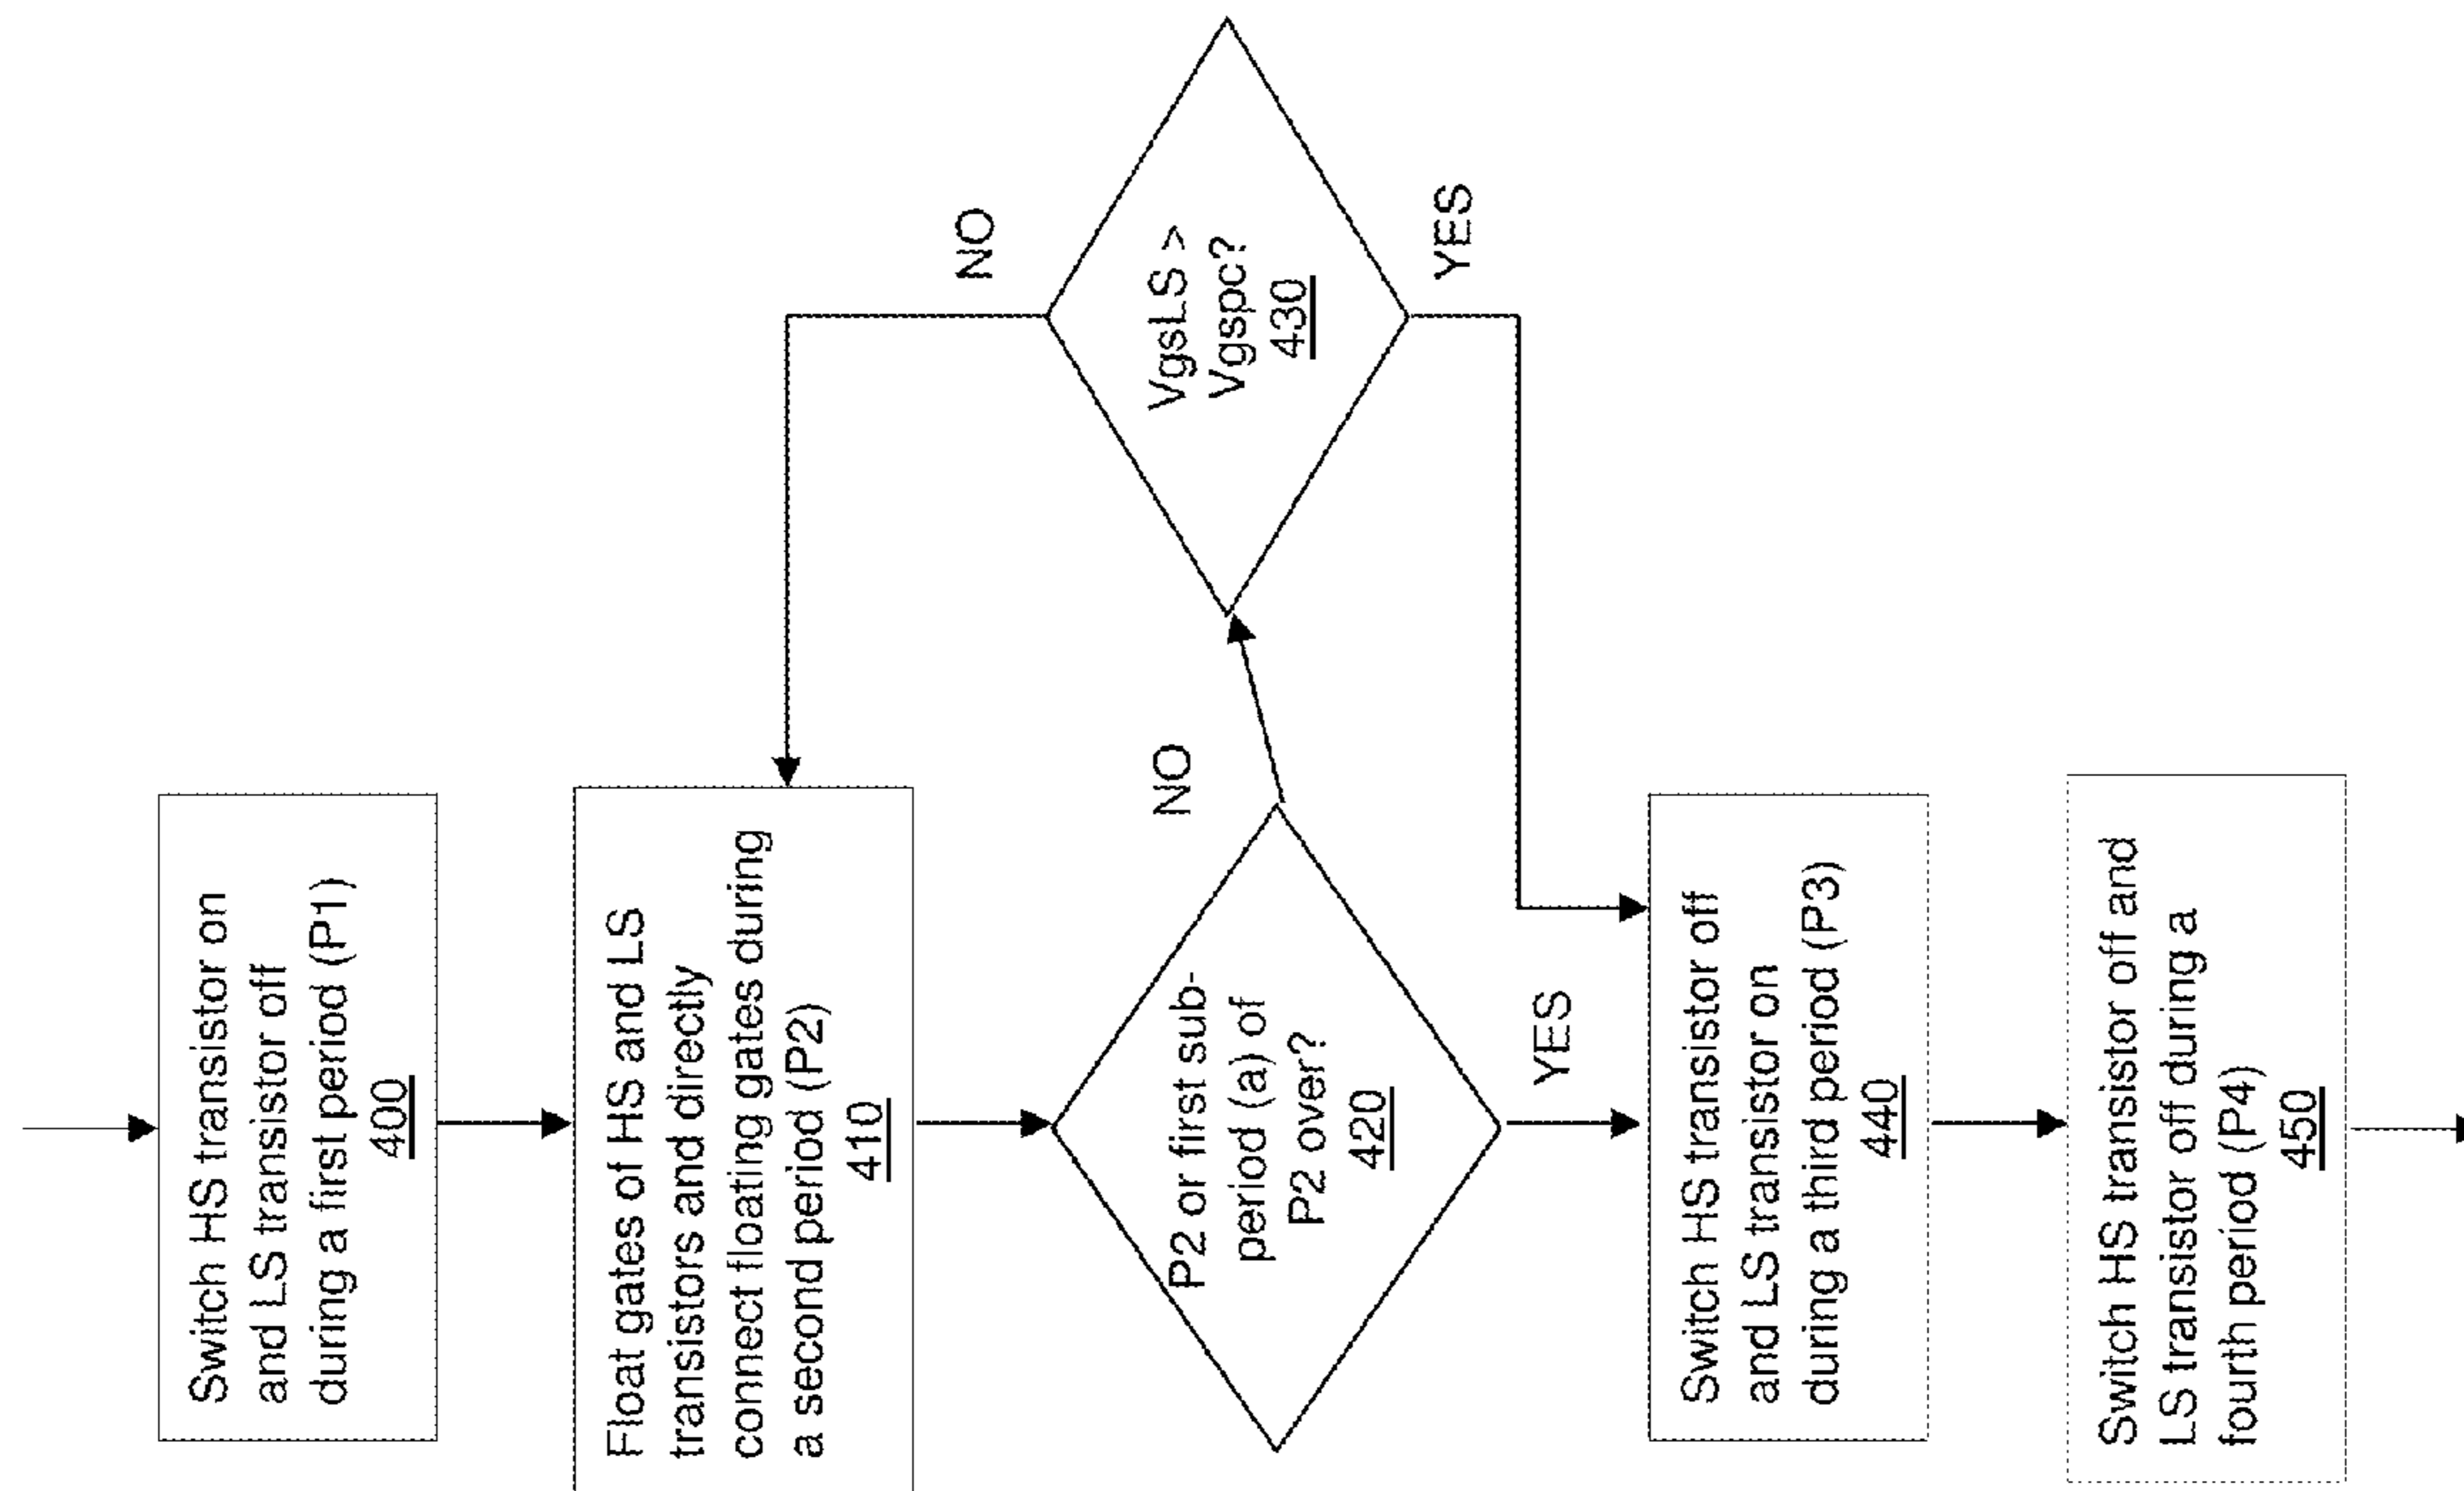 Switch HS transistor on
and LS transistor off
during a first period (P1)
400
Float gates of HS and LS
transistors and directly
connect floating gates during
a second period (P2)
410
P2 or first sub-
period (a) of
P2 over?
420
NO
YES
VgsLS >
Vgspc?
430
NO
YES
Switch HS transistor off
and LS transistor on
during a third period (P3)
440
Switch HS transistor off and
LS transistor off during a
fourth period (P4)
450